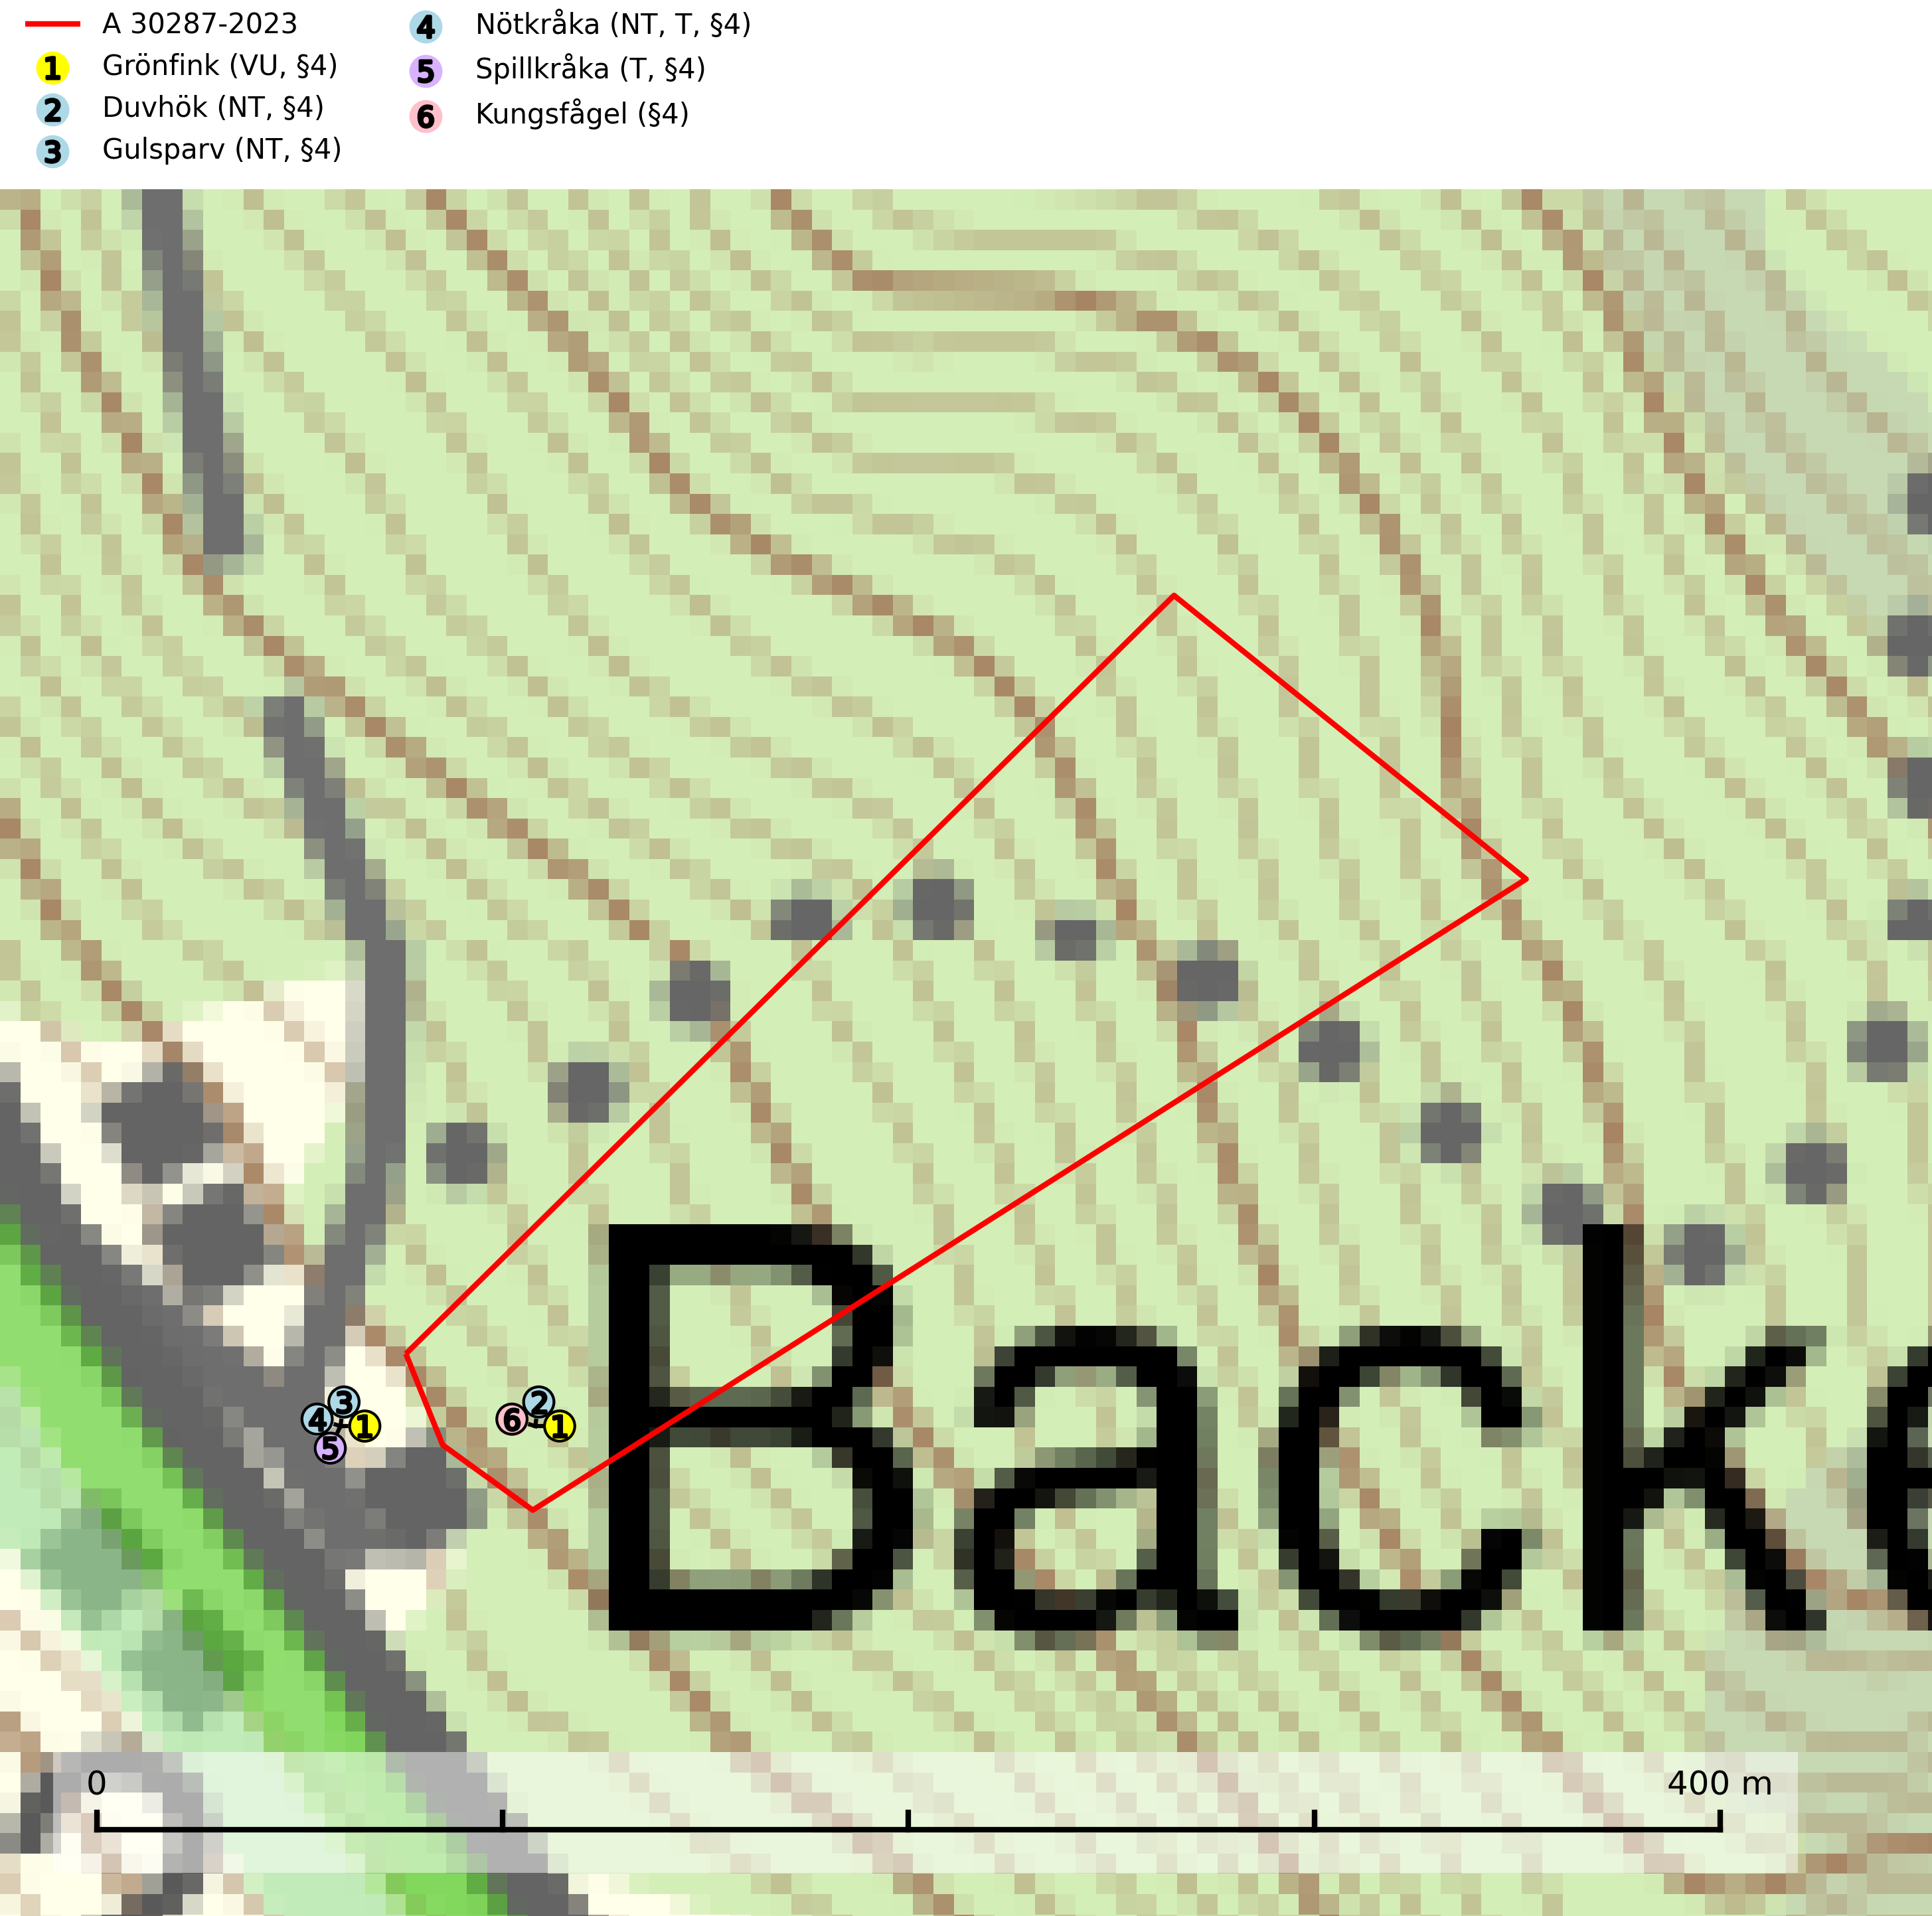 A 30287-2023
1 Grönfink (VU, §4)
2 Duvhök (NT, §4)
3 Gulsparv (NT, §4)
4 Nötkråka (NT, T, §4)
5 Spillkråka (T, §4)
6 Kungsfågel (§4)
3
4
1
5
2
6
1
Backe
0
400 m